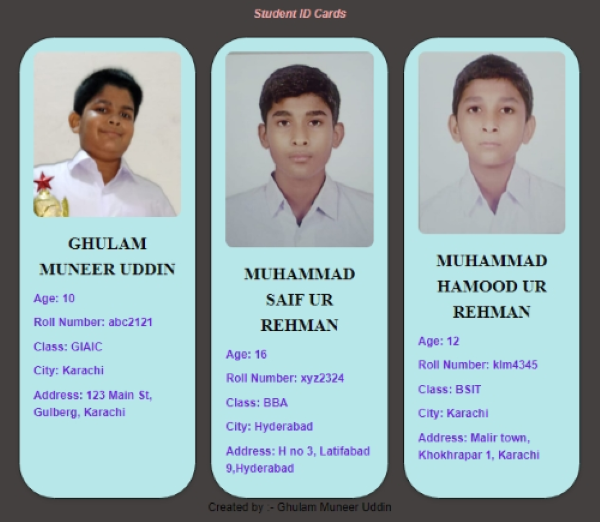 Student ID Cards
GHULAM
MUNEER UDDIN
Age: 10
Roll Number: abc2121
Class: GIAIC
City: Karachi
Address: 123 Main St,
Gulberg, Karachi
MUHAMMAD
SAIF UR
REHMAN
Age: 16
Roll Number: xyz2324
Class: BBA
City: Hyderabad
Address: H no 3, Latifabad
9,Hyderabad
MUHAMMAD
HAMOOD UR
REHMAN
Age: 12
Roll Number: klm4345
Class: BSIT
City: Karachi
Address: Malir town,
Khokhrapar 1, Karachi
Created by :- Ghulam Muneer Uddin